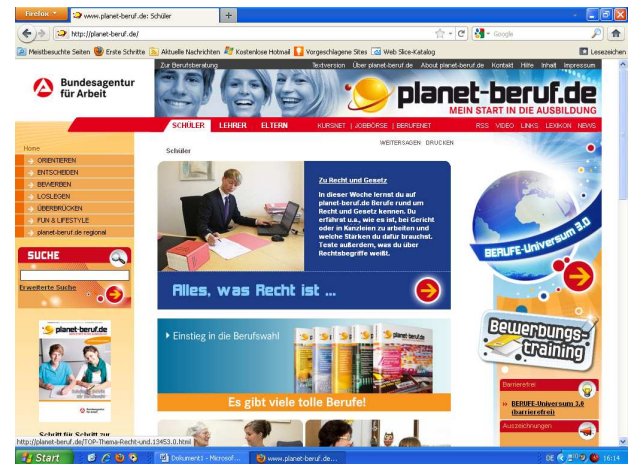 Firefox
www.planet-beruf.de: Schüler
http://planet-beruf.de/
Google
Meistbesuchte Seiten Erste Schritte Aktuelle Nachrichten Kostenlose Hotmail Vorgeschlagene Sites Web Slice-Katalog Lesezeichen
Zur Berufsberatung Textversion Über planet-beruf.de About planet-beruf.de Kontakt Hilfe Inhalt Impressum
Bundesagentur
für Arbeit
planet-beruf.de
MEIN START IN DIE AUSBILDUNG
SCHÜLER LEHRER ELTERN KURSNET | JOBBÖRSE | BERUFENET RSS VIDEO LINKS LEXIKON NEWS
WEITERSAGEN DRUCKEN
Home
Schüler
ORIENTIEREN
ENTSCHEIDEN
BEWERBEN
LOSLEGEN
ÜBERBRÜCKEN
FUN & LIFESTYLE
planet-beruf.de regional
SUCHE
Erweiterte Suche
planet-beruf.de
Bundesagentur
für Arbeit
Schritt für Schritt zur
Zu Recht und Gesetz
In dieser Woche lernst du auf
planet-beruf.de Berufe rund um
Recht und Gesetz kennen. Du
erfährst u.a., wie es ist, bei Gericht
oder in Kanzleien zu arbeiten und
welche Stärken du dafür brauchst.
Teste außerdem, was du über
Rechtsbegriffe weißt.
Alles, was Recht ist ...
Einstieg in die Berufswahl
Es gibt viele tolle Berufe!
BERUFE-Universum 3.0
Bewerbungs-
training
Barrierefrei
BERUFE-Universum 3.0
(barrierefrei)
Auszeichnungen
http://planet-beruf.de/TOP-Thema-Recht-und.13453.0.html
Start Dokument1 - Microsof... www.planet-beruf.de... DE 16:14